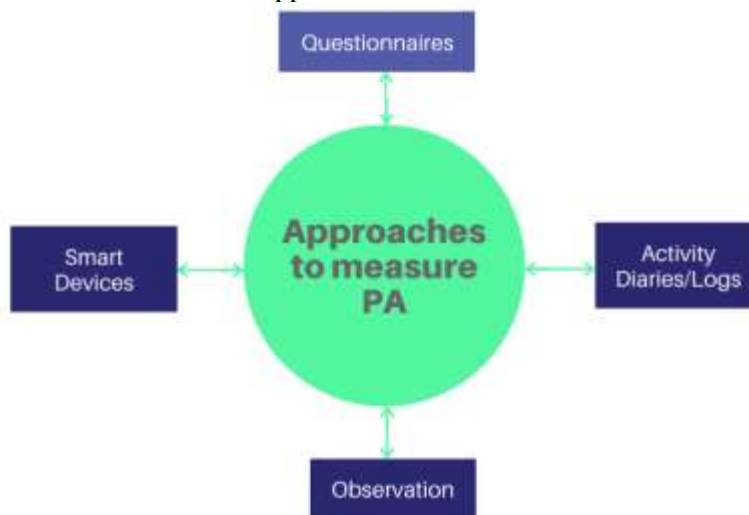 Questionnaires
Approaches
to measure
PA
Smart
Devices
Activity
Diaries/Logs
Observation